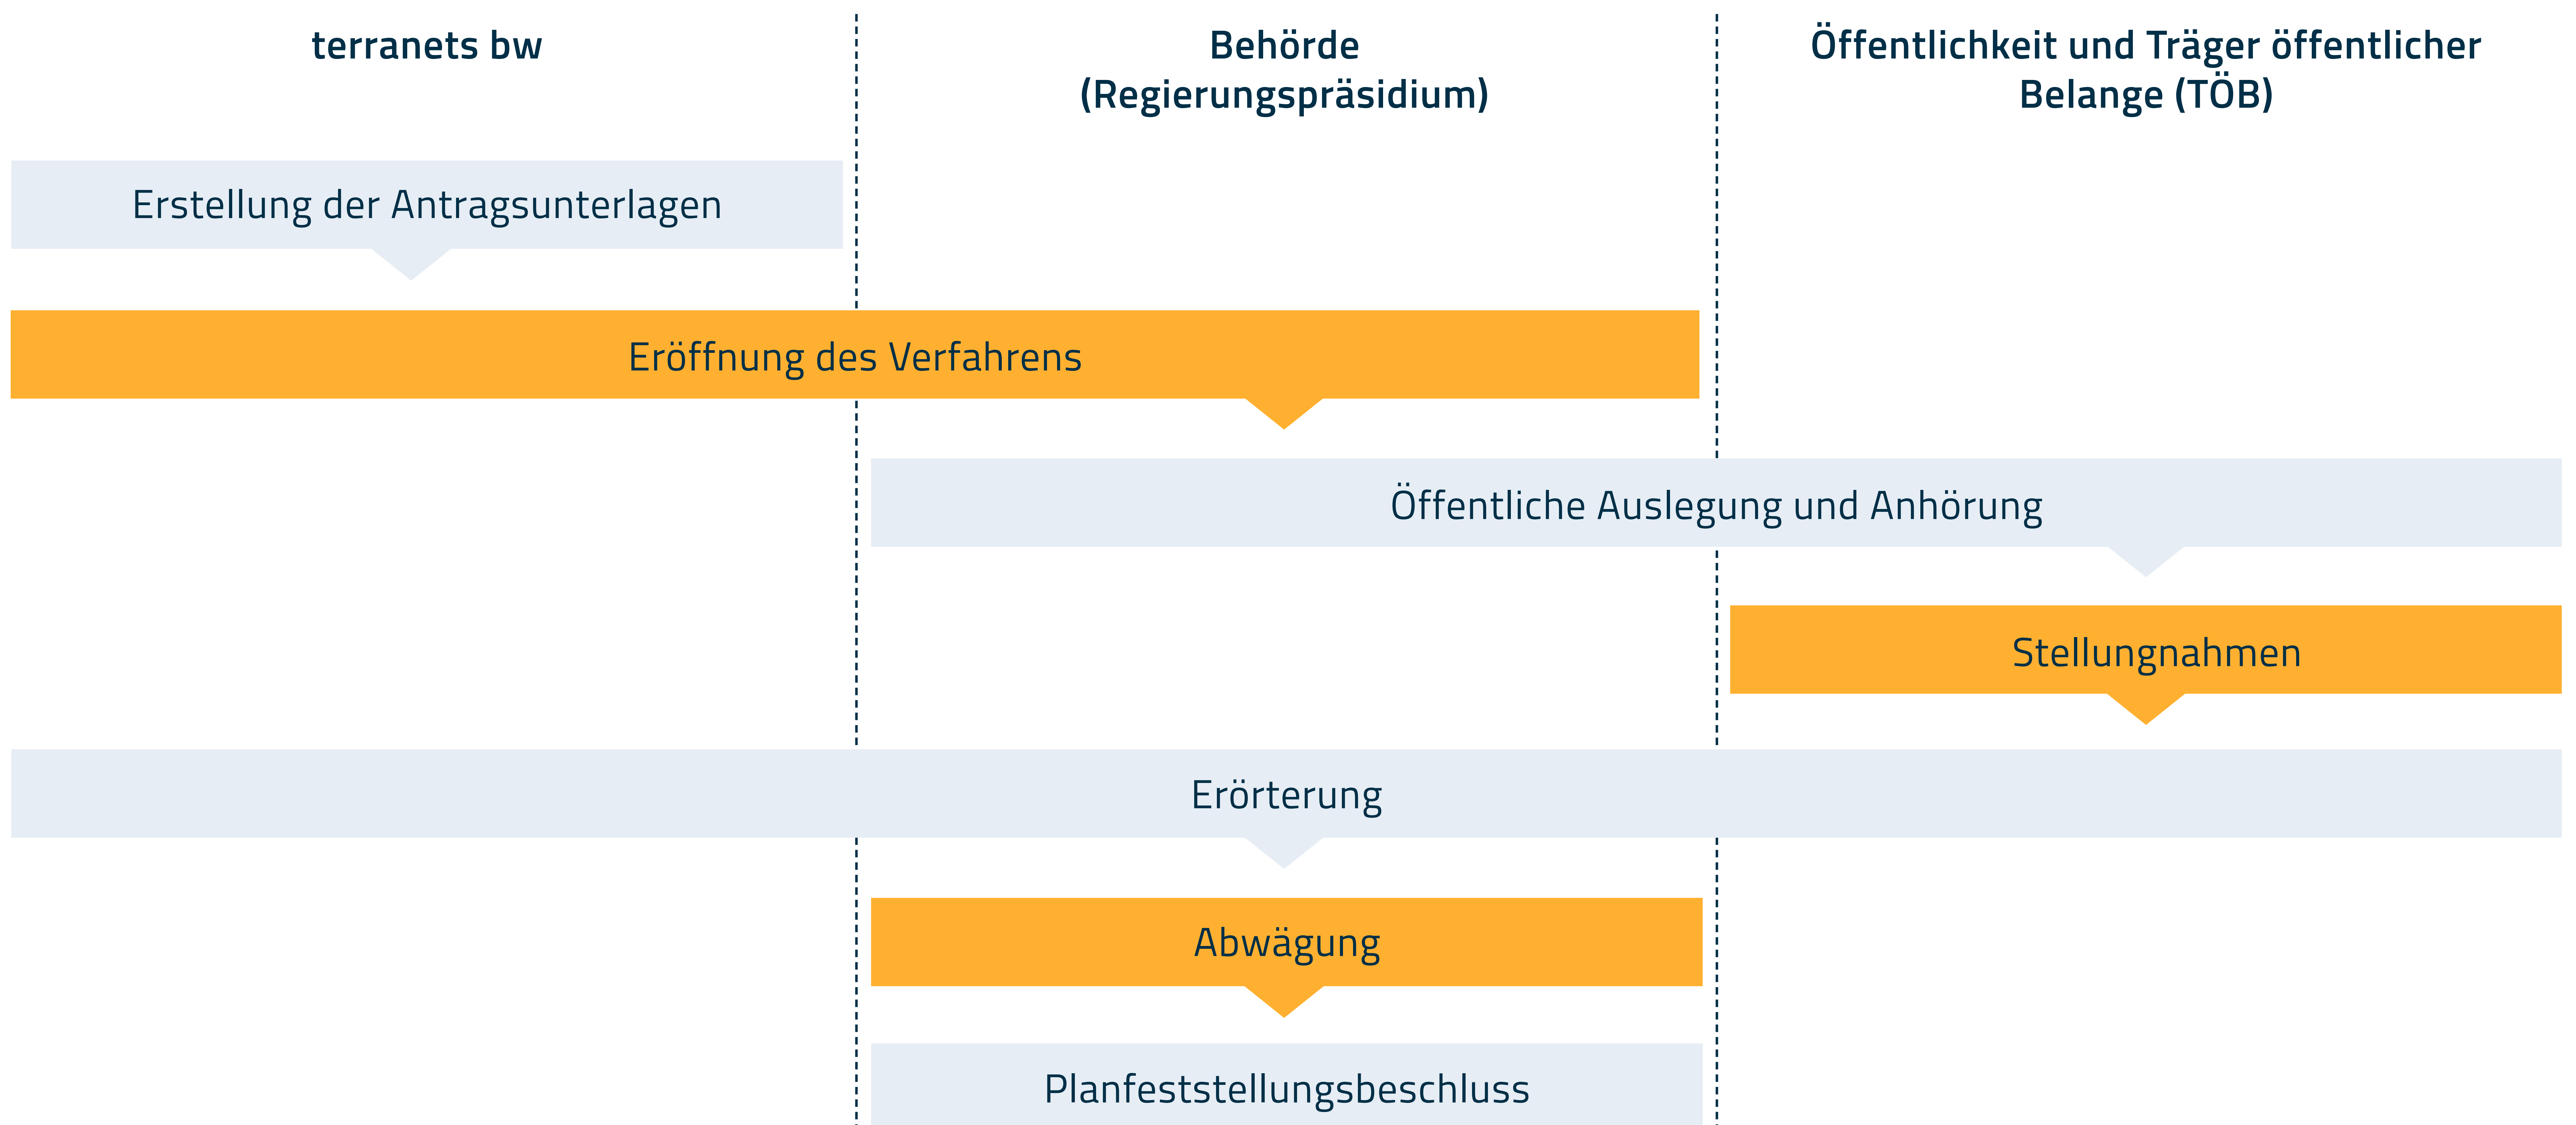 terranets bw
Behörde
(Regierungspräsidium)
Öffentlichkeit und Träger öffentlicher
Belange (TÖB)
Erstellung der Antragsunterlagen
Eröffnung des Verfahrens
Öffentliche Auslegung und Anhörung
Stellungnahmen
Erörterung
Abwägung
Planfeststellungsbeschluss